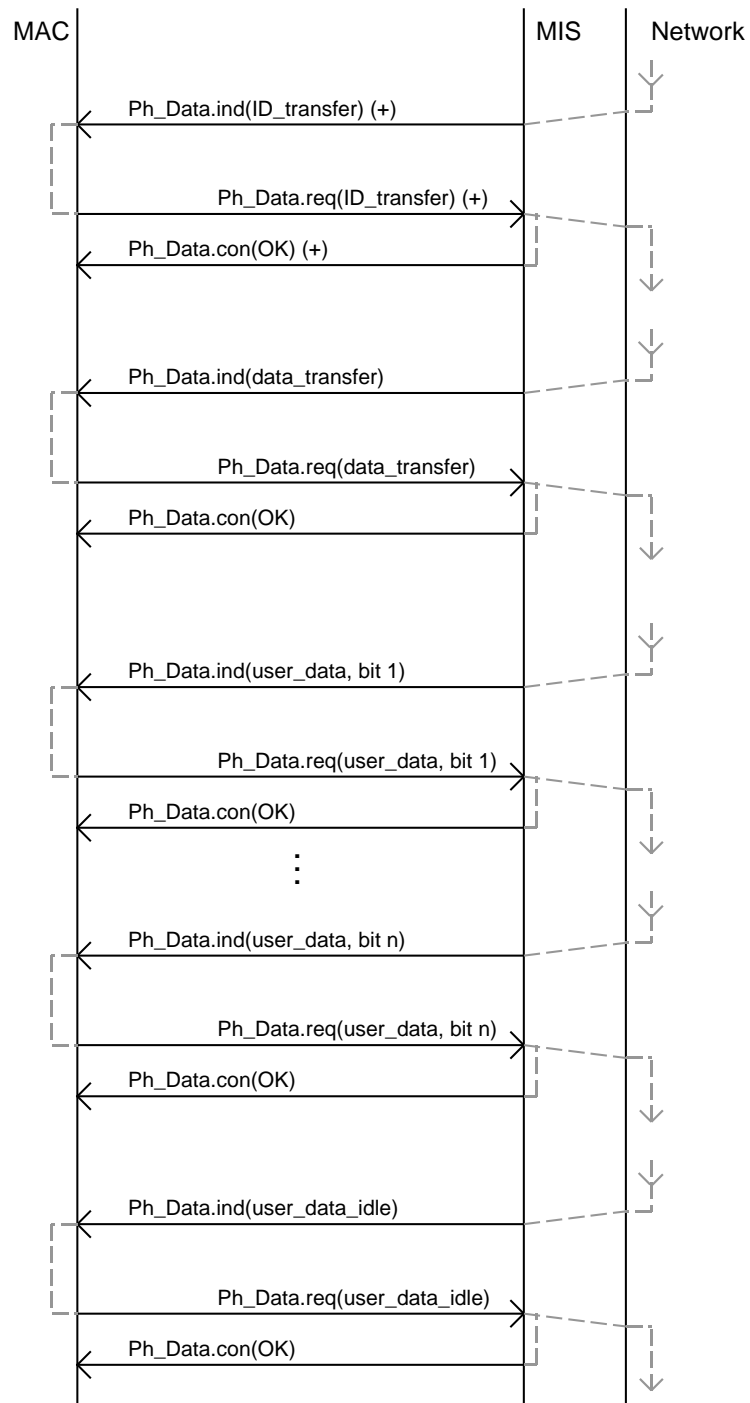 MAC
MIS
Network
Ph_Data.ind(ID_transfer) (+)
Ph_Data.req(ID_transfer) (+)
Ph_Data.con(OK) (+)
Ph_Data.ind(data_transfer)
Ph_Data.req(data_transfer)
Ph_Data.con(OK)
Ph_Data.ind(user_data, bit 1)
Ph_Data.req(user_data, bit 1)
Ph_Data.con(OK)
⋮
Ph_Data.ind(user_data, bit n)
Ph_Data.req(user_data, bit n)
Ph_Data.con(OK)
Ph_Data.ind(user_data_idle)
Ph_Data.req(user_data_idle)
Ph_Data.con(OK)